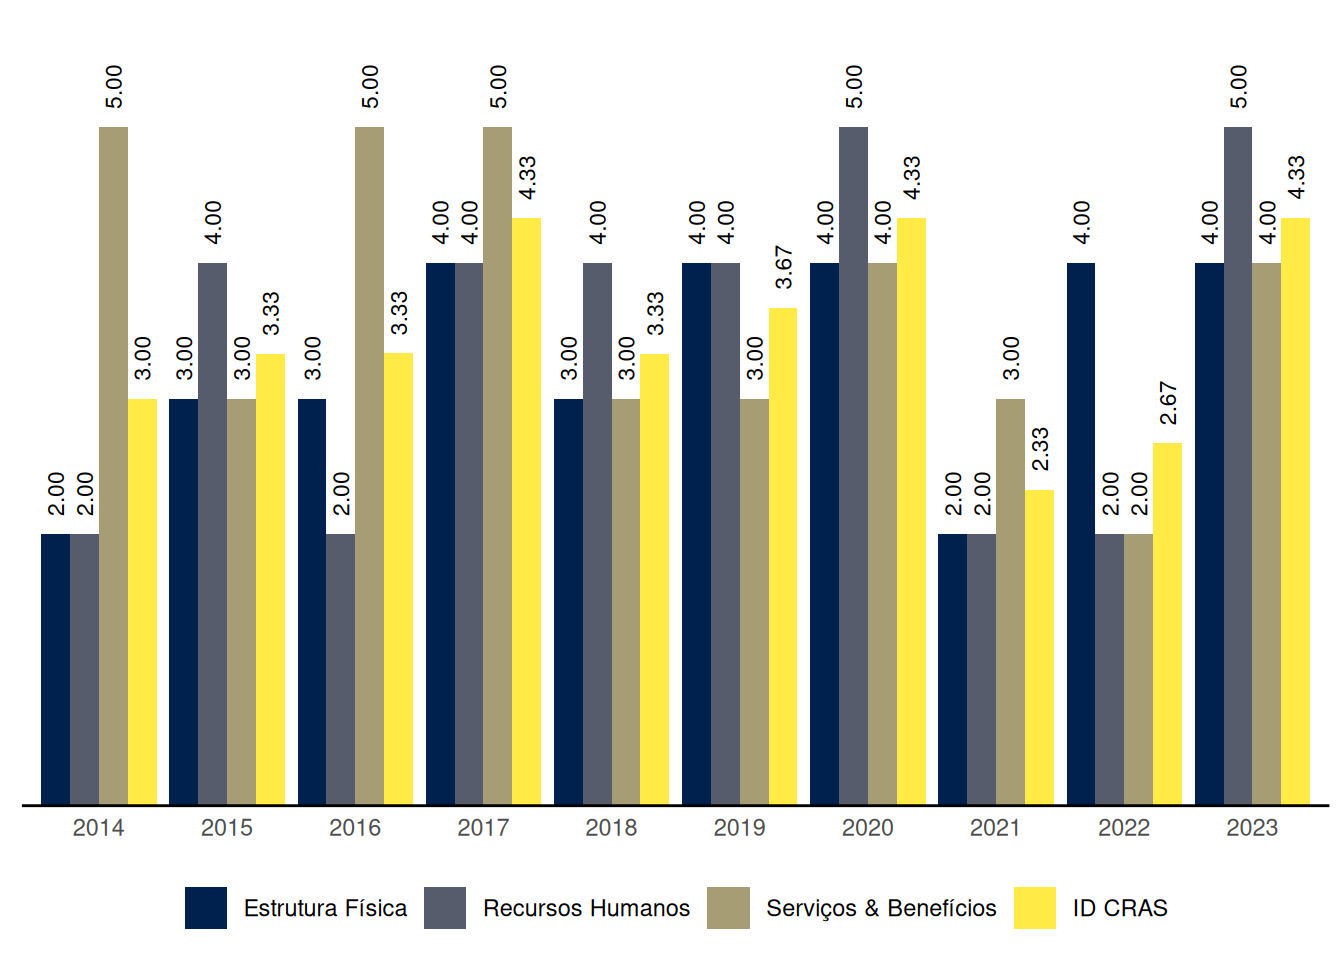 2.00 2.00 5.00 3.00
3.00 4.00 3.00 3.33
3.00 2.00 5.00 3.33
4.00 4.00 5.00 4.33
3.00 4.00 3.00 3.33
4.00 4.00 3.00 3.67
4.00 5.00 4.00 4.33
2.00 2.00 3.00 2.33
4.00 2.00 2.00 2.67
4.00 5.00 4.00 4.33
2014 2015 2016 2017 2018 2019 2020 2021 2022 2023
Estrutura Física Recursos Humanos Serviços & Benefícios ID CRAS